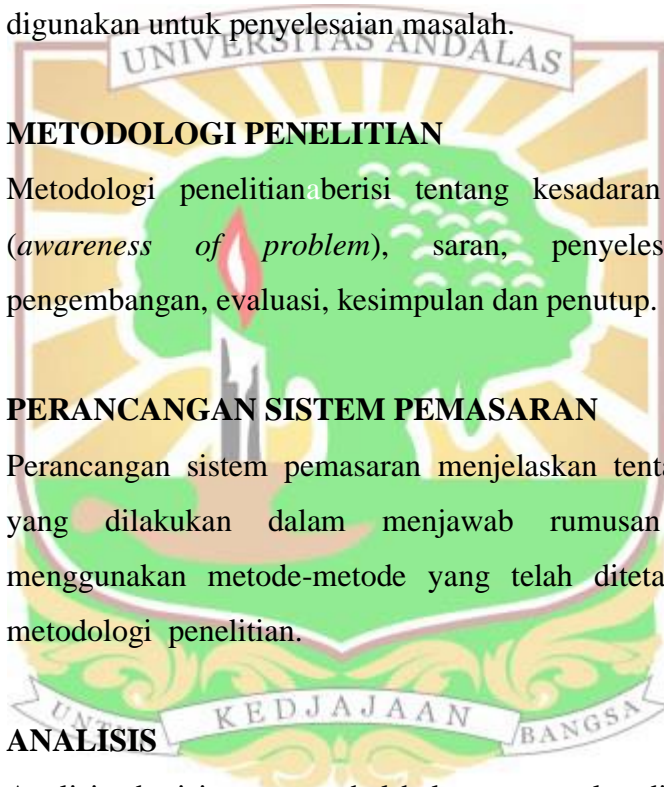 digunakan untuk penyelesaian masalah.
UNIVERSITAS ANDALAS
METODOLOGI PENELITIAN
Metodologi penelitianaberisi tentang kesadaran
(awareness of problem), saran,
pengembangan, evaluasi, kesimpulan dan penutup.
PERANCANGAN SISTEM PEMASARAN
Perancangan sistem pemasaran menjelaskan
yang dilakukan dalam menjawab rumusan
menggunakan metode-metode yang telah
metodologi penelitian.
UNTUK KEDJAJAAN BANGSA
ANALISIS